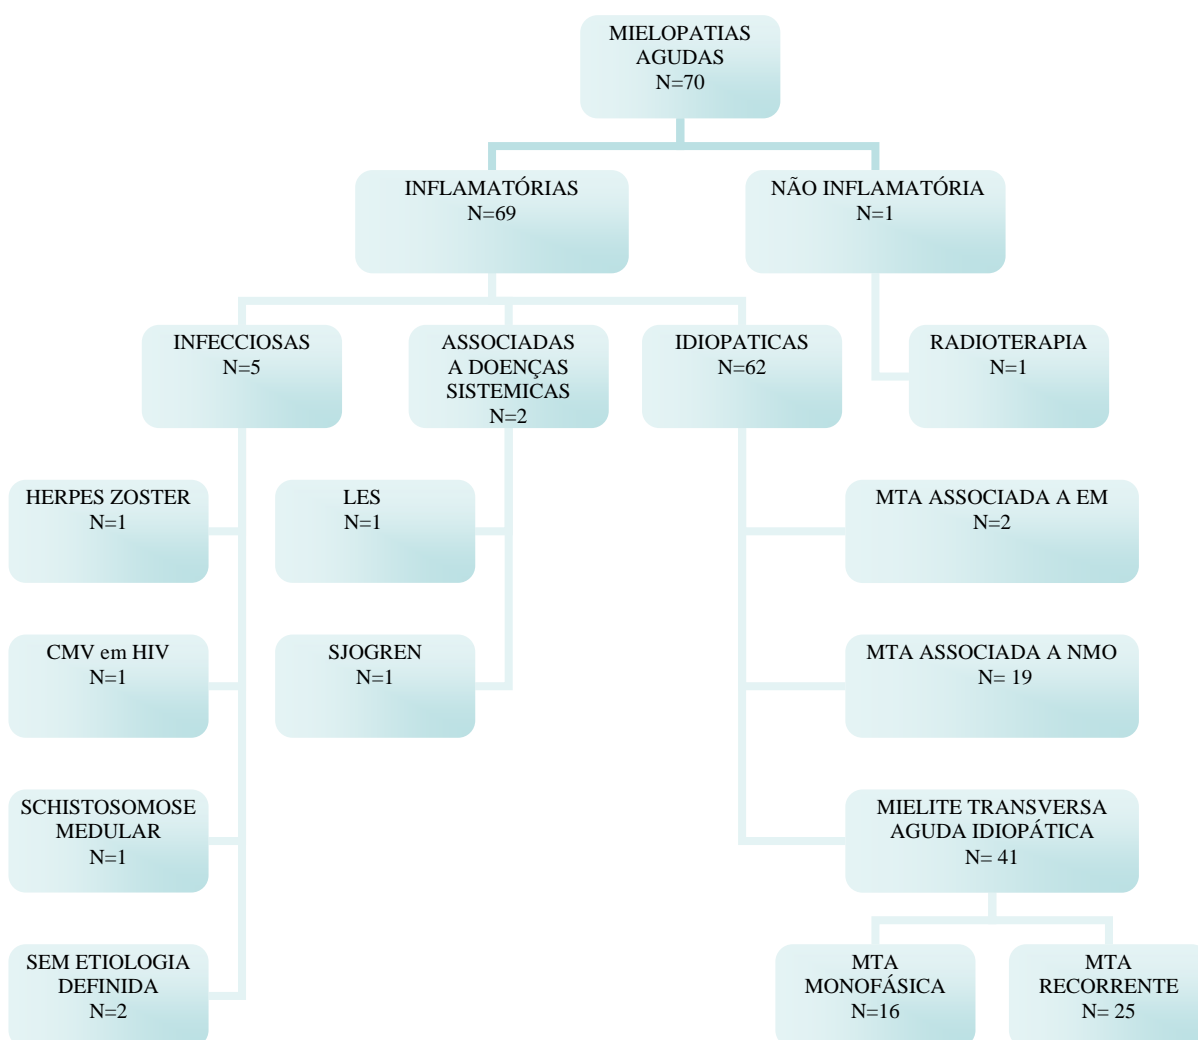 MIELOPATIAS
AGUDAS
N=70
INFLAMATÓRIAS
N=69
NÃO INFLAMATÓRIA
N=1
INFECCIOSAS
N=5
ASSOCIADAS
A DOENÇAS
SISTEMICAS
N=2
IDIOPATICAS
N=62
RADIOTERAPIA
N=1
HERPES ZOSTER
N=1
LES
N=1
MTA ASSOCIADA A EM
N=2
CMV em HIV
N=1
SJOGREN
N=1
MTA ASSOCIADA A NMO
N= 19
SCHISTOSOMOSE
MEDULAR
N=1
MIELITE TRANSVERSA
AGUDA IDIOPÁTICA
N= 41
SEM ETIOLOGIA
DEFINIDA
N=2
MTA
MONOFÁSICA
N=16
MTA
RECORRENTE
N= 25